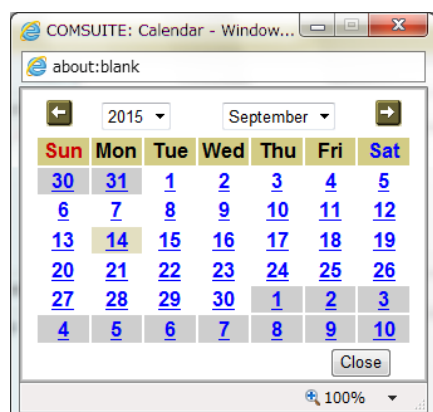 COMSUITE: Calendar - Window...
about:blank
2015 September
Sun Mon Tue Wed Thu Fri Sat
30 31 1 2 3 4 5
6 7 8 9 10 11 12
13 14 15 16 17 18 19
20 21 22 23 24 25 26
27 28 29 30 1 2 3
4 5 6 7 8 9 10
Close
100%